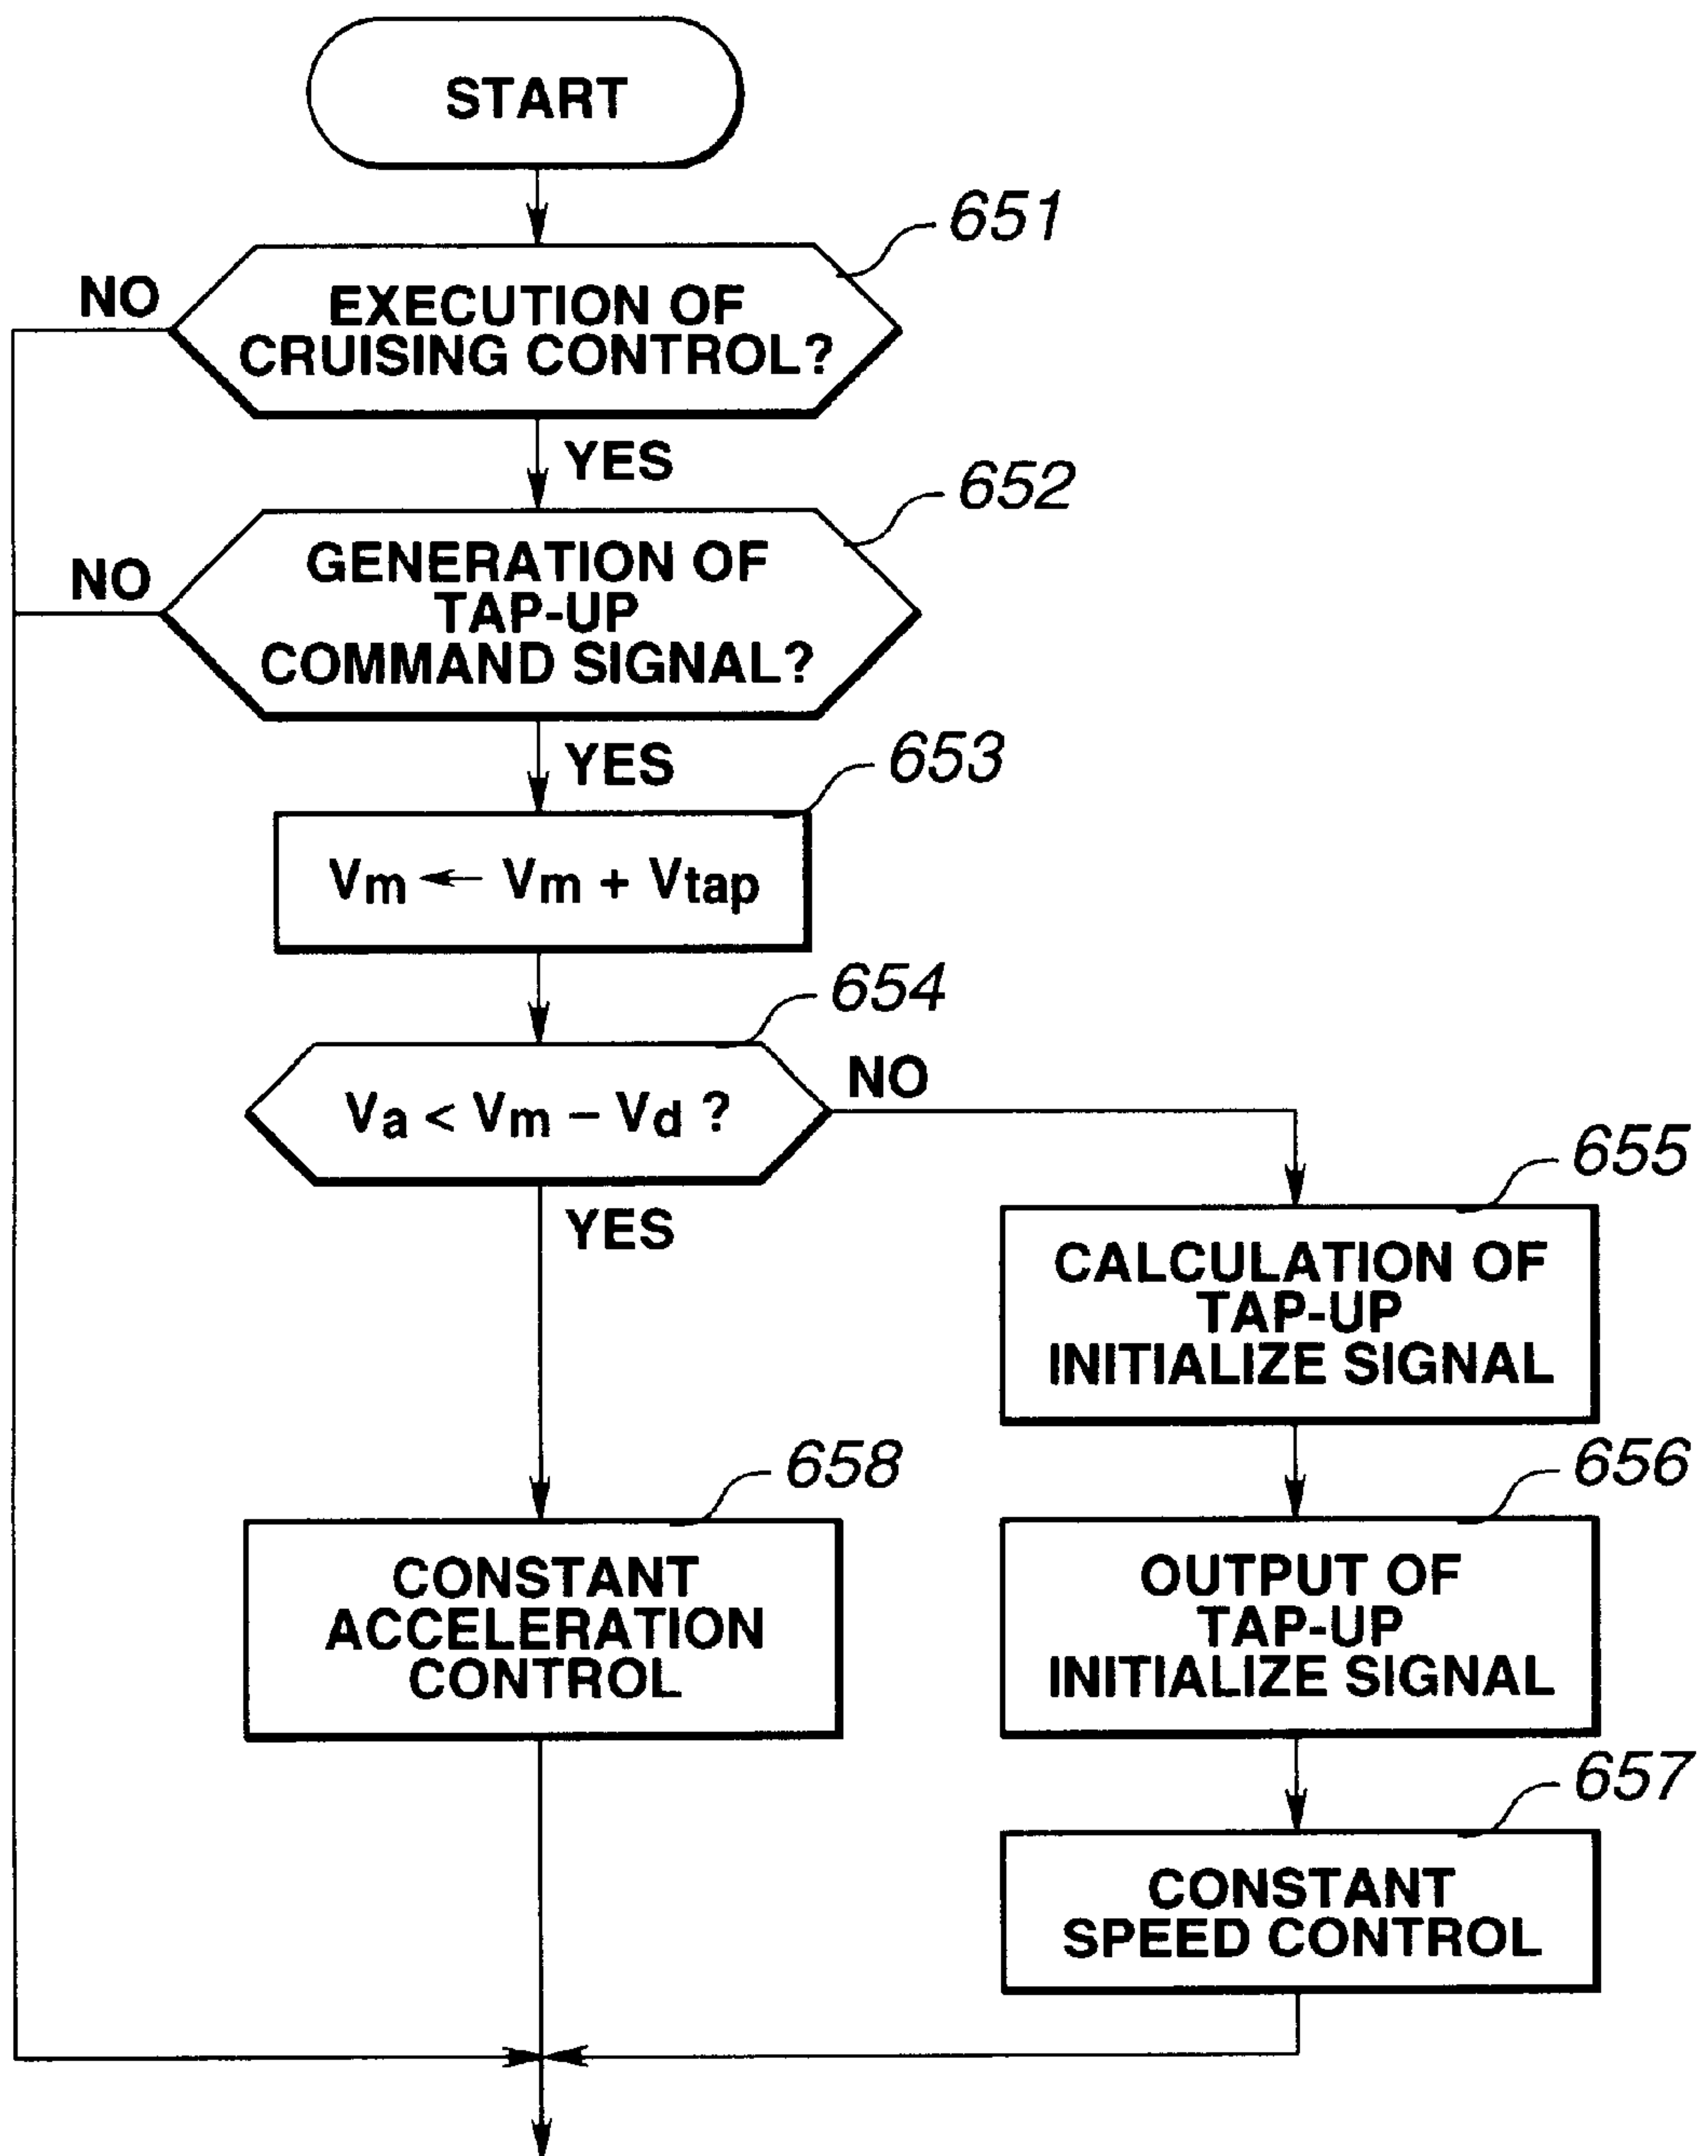 START
651
NO
EXECUTION OF
CRUISING CONTROL?
YES
652
NO
GENERATION OF
TAP-UP
COMMAND SIGNAL?
YES
653
Vm ← Vm + Vtap
654
Va < Vm − Vd ?
NO
YES
655
CALCULATION OF
TAP-UP
INITIALIZE SIGNAL
658
CONSTANT
ACCELERATION
CONTROL
656
OUTPUT OF
TAP-UP
INITIALIZE SIGNAL
657
CONSTANT
SPEED CONTROL